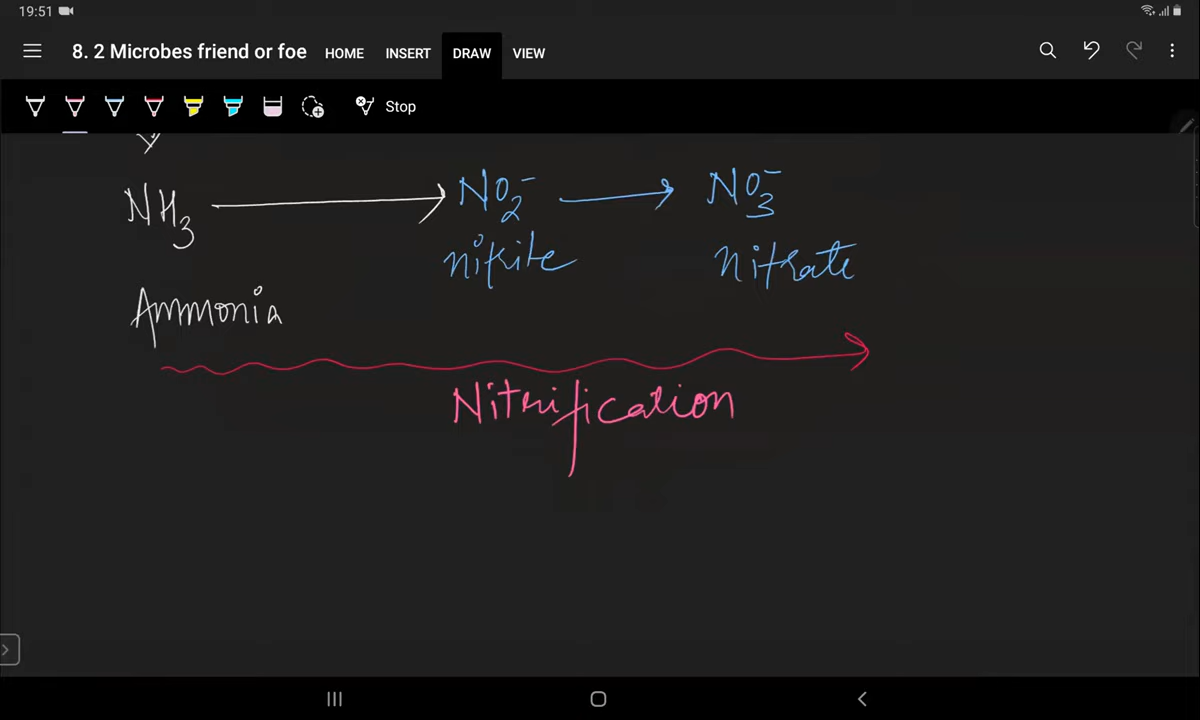 19:51
8. 2 Microbes friend or foe HOME INSERT DRAW VIEW
Stop
NH₃ → NO₂⁻ → NO₃⁻
nitrite nitrate
Ammonia
Nitrification